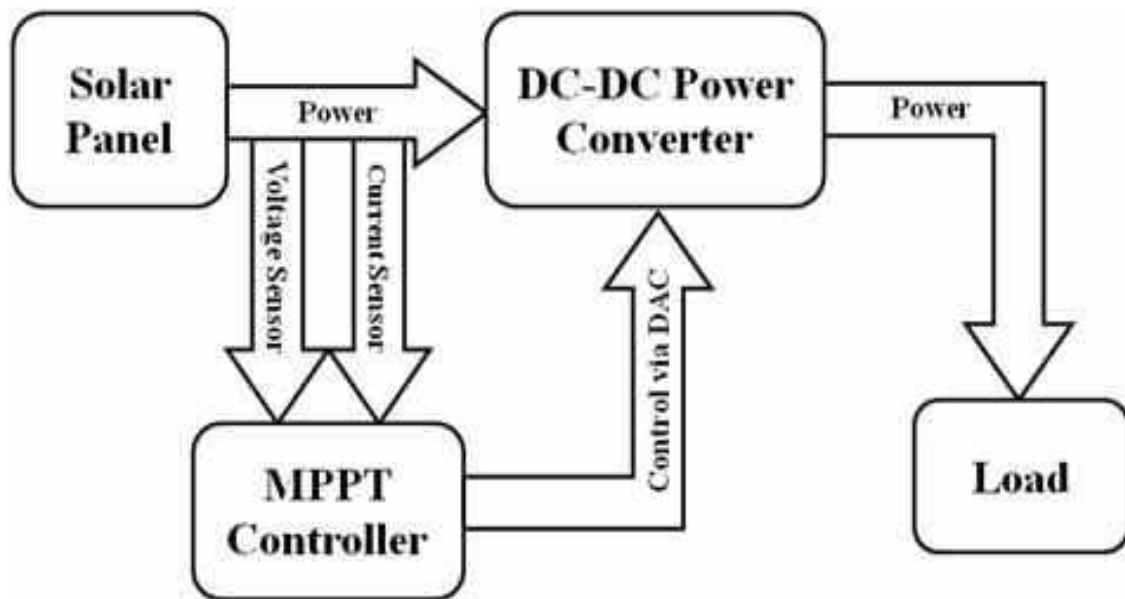 Solar
Panel
Power
DC-DC Power
Converter
Power
Voltage Sensor
Current Sensor
Control via DAC
MPPT
Controller
Load